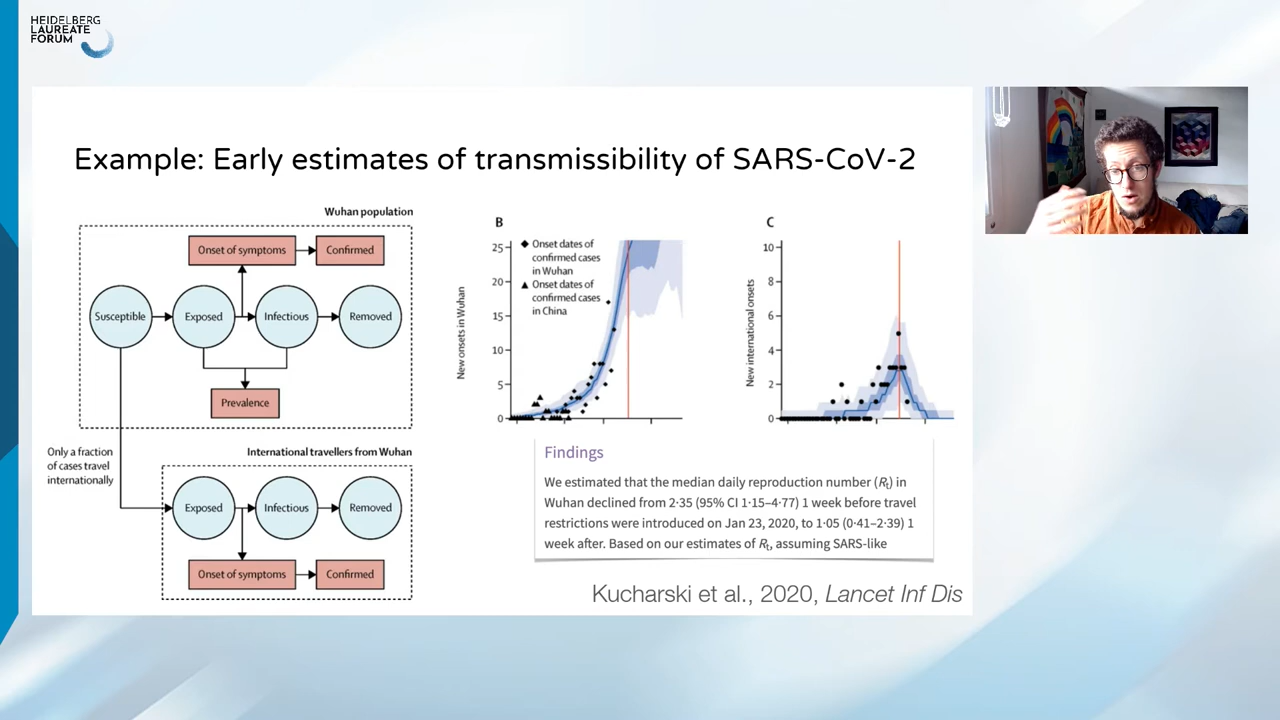 HEIDELBERG
LAUREATE
FORUM
Example: Early estimates of transmissibility of SARS-CoV-2
Wuhan population
Onset of symptoms
Confirmed
Susceptible
Exposed
Infectious
Removed
Prevalence
Only a fraction
of cases travel
internationally
International travellers from Wuhan
Exposed
Infectious
Removed
Onset of symptoms
Confirmed
B
25
20
15
10
5
0
New onsets in Wuhan
Onset dates of
confirmed cases
in Wuhan
Onset dates of
confirmed cases
in China
C
10
8
6
4
2
0
New international onsets
Findings
We estimated that the median daily reproduction number (Rt) in
Wuhan declined from 2·35 (95% CI 1·15–4·77) 1 week before travel
restrictions were introduced on Jan 23, 2020, to 1·05 (0·41–2·39) 1
week after. Based on our estimates of Rt, assuming SARS-like
Kucharski et al., 2020, Lancet Inf Dis